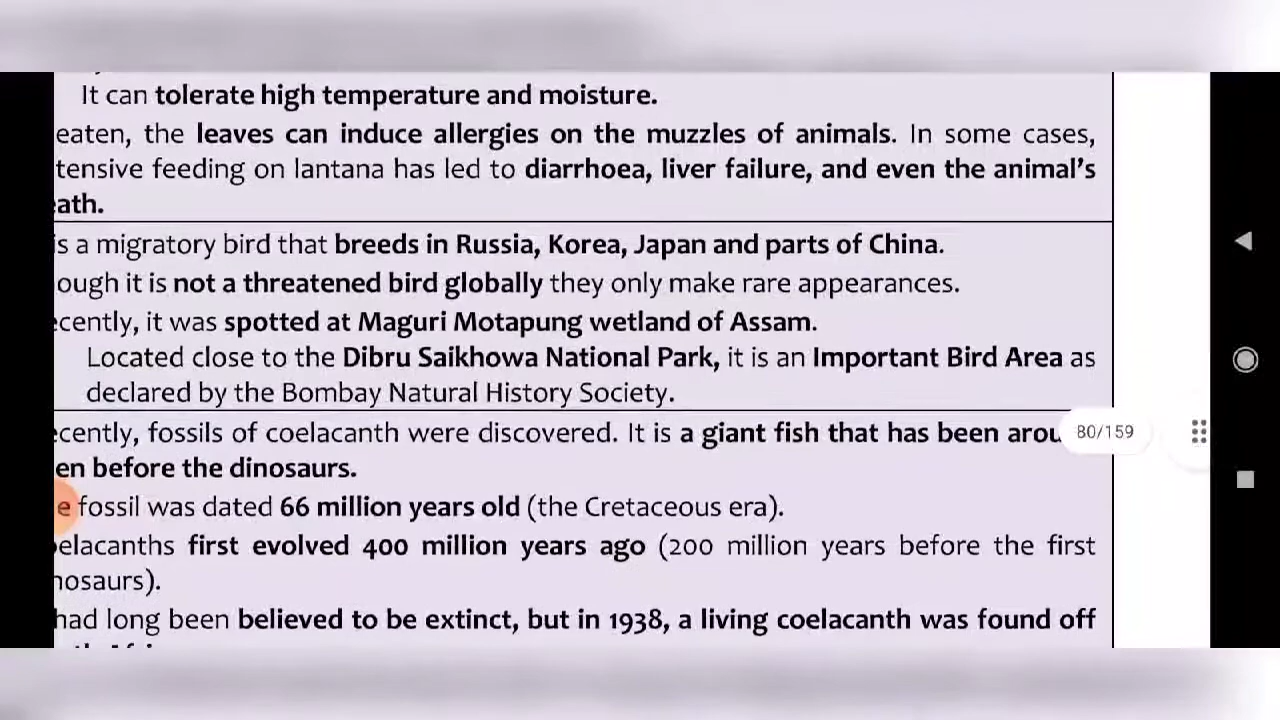 It can tolerate high temperature and moisture.
eaten, the leaves can induce allergies on the muzzles of animals. In some cases,
tensive feeding on lantana has led to diarrhoea, liver failure, and even the animal's
ath.
is a migratory bird that breeds in Russia, Korea, Japan and parts of China.
ough it is not a threatened bird globally they only make rare appearances.
ecently, it was spotted at Maguri Motapung wetland of Assam.
Located close to the Dibru Saikhowa National Park, it is an Important Bird Area as
declared by the Bombay Natural History Society.
ecently, fossils of coelacanth were discovered. It is a giant fish that has been arou
80/159
en before the dinosaurs.
e fossil was dated 66 million years old (the Cretaceous era).
elacanths first evolved 400 million years ago (200 million years before the first
nosaurs).
had long been believed to be extinct, but in 1938, a living coelacanth was found off